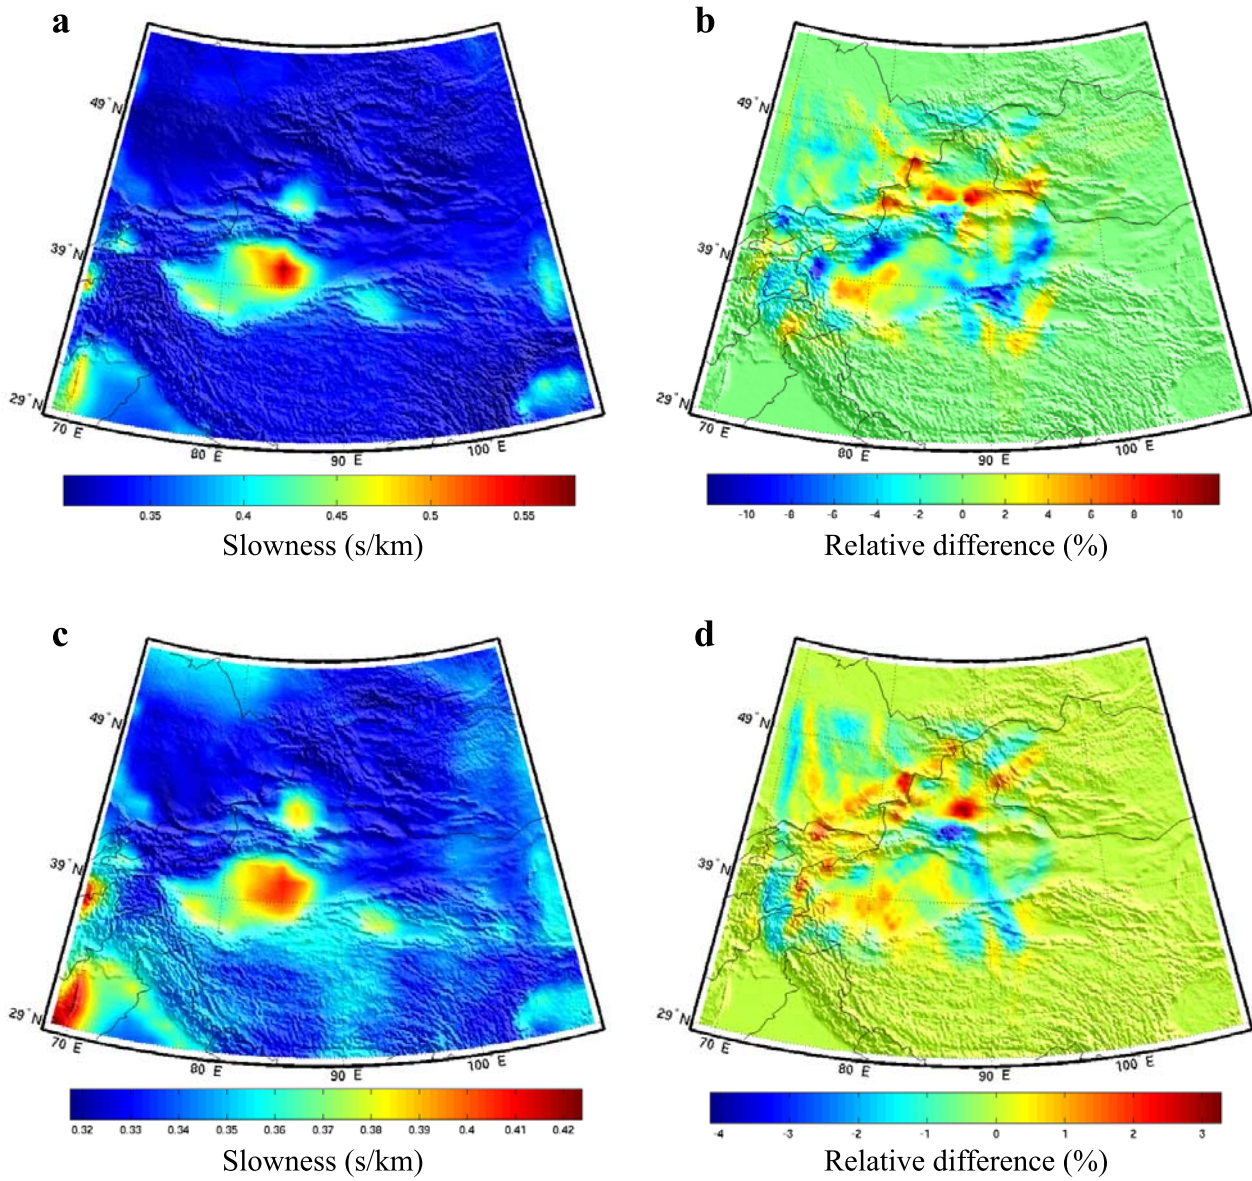 a
b
49°N
39°N
29°N
70 E
80 E
90 E
100 E
49°N
39°N
29°N
70 E
80 E
90 E
100 E
0.35 0.4 0.45 0.5 0.55
Slowness (s/km)
-10 -8 -6 -4 -2 0 2 4 6 8 10
Relative difference (%)
c
d
49°N
39°N
29°N
70 E
80 E
90 E
100 E
49°N
39°N
29°N
70 E
80 E
90 E
100 E
0.32 0.33 0.34 0.35 0.36 0.37 0.38 0.39 0.4 0.41 0.42
Slowness (s/km)
-4 -3 -2 -1 0 1 2 3
Relative difference (%)